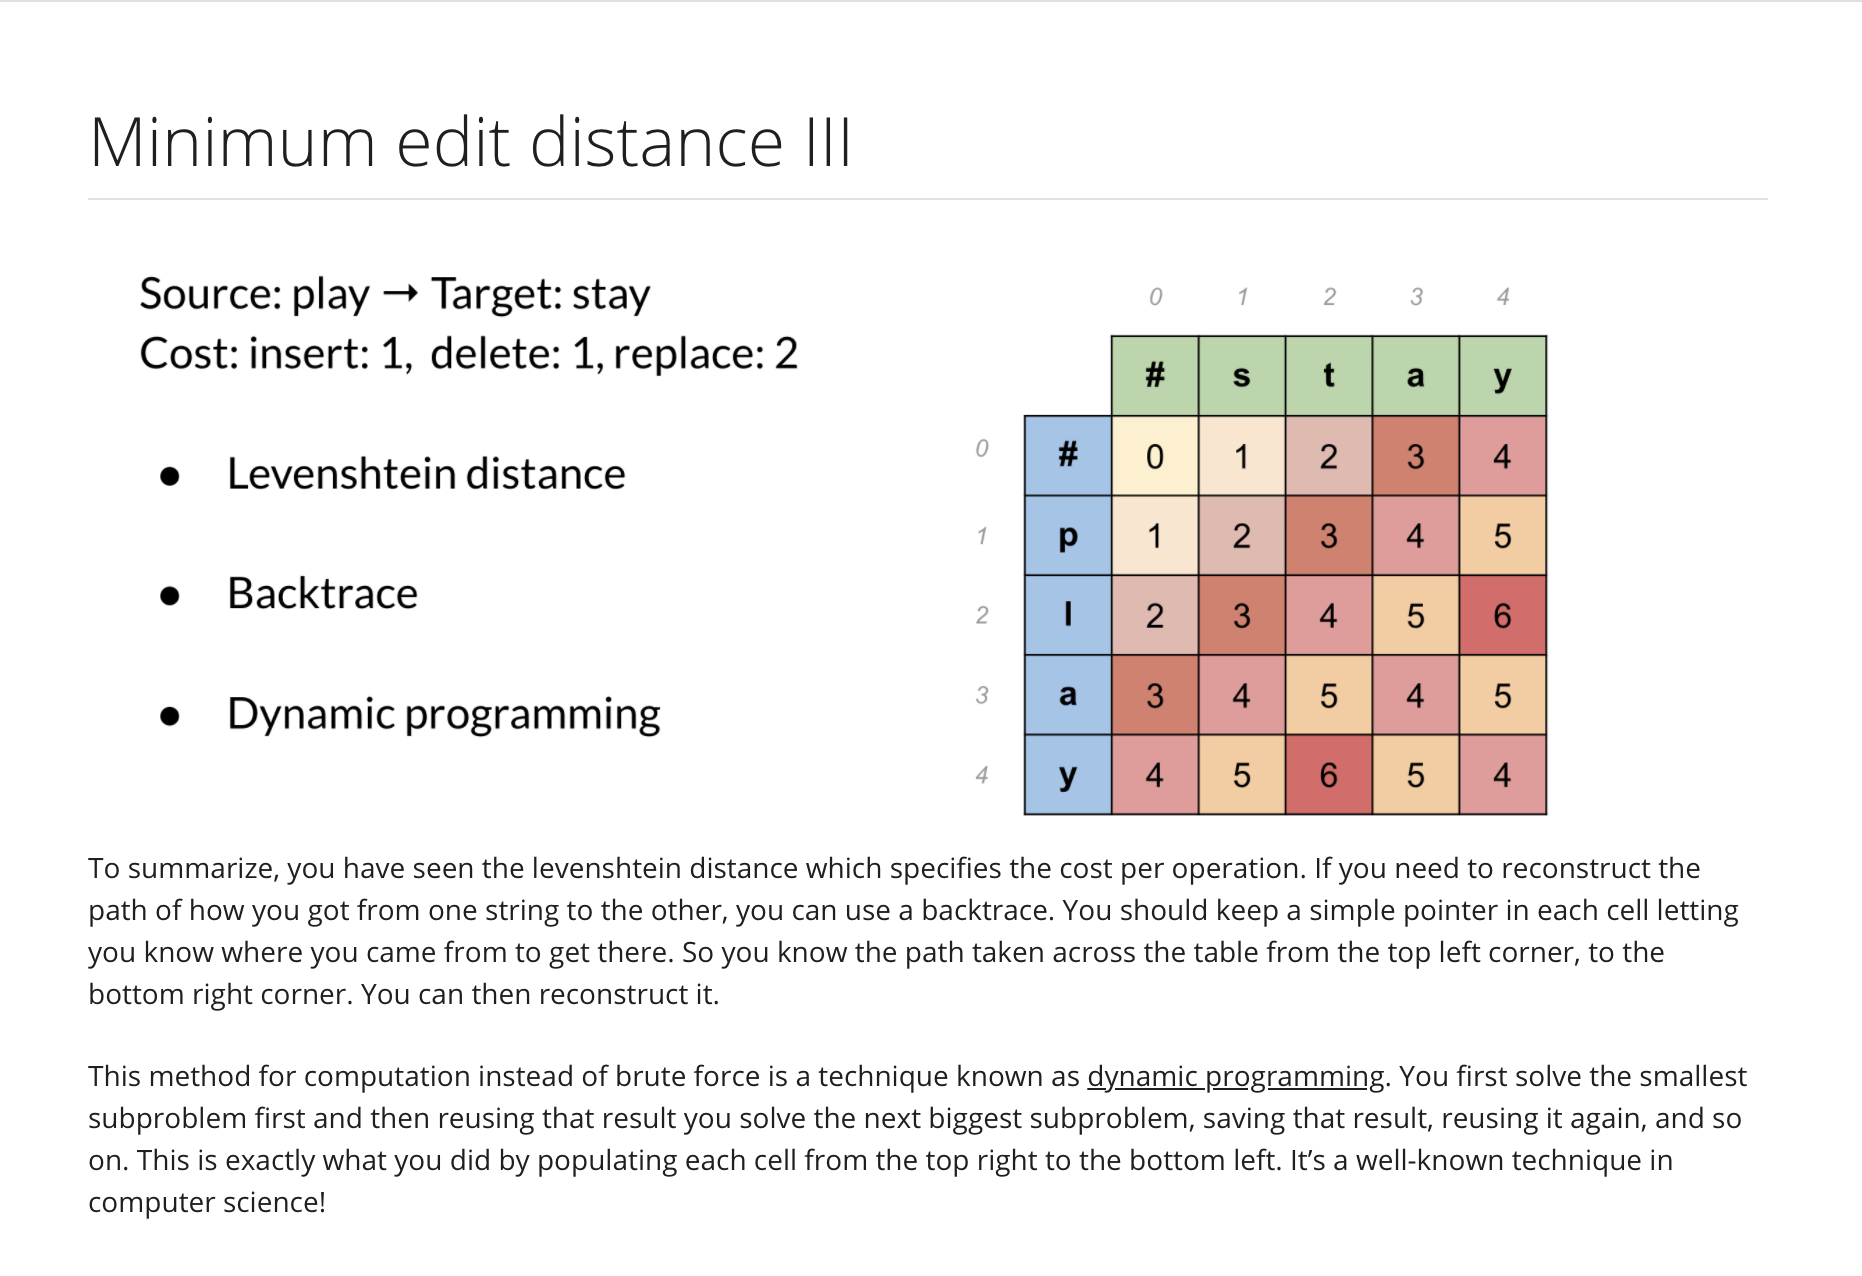 Minimum edit distance III
Source: play → Target: stay
Cost: insert: 1, delete: 1, replace: 2
● Levenshtein distance
● Backtrace
● Dynamic programming
0 1 2 3 4
# s t a y
0 # 0 1 2 3 4
1 p 1 2 3 4 5
2 l 2 3 4 5 6
3 a 3 4 5 4 5
4 y 4 5 6 5 4
To summarize, you have seen the levenshtein distance which specifies the cost per operation. If you need to reconstruct the
path of how you got from one string to the other, you can use a backtrace. You should keep a simple pointer in each cell letting
you know where you came from to get there. So you know the path taken across the table from the top left corner, to the
bottom right corner. You can then reconstruct it.
This method for computation instead of brute force is a technique known as dynamic programming. You first solve the smallest
subproblem first and then reusing that result you solve the next biggest subproblem, saving that result, reusing it again, and so
on. This is exactly what you did by populating each cell from the top right to the bottom left. It’s a well-known technique in
computer science!